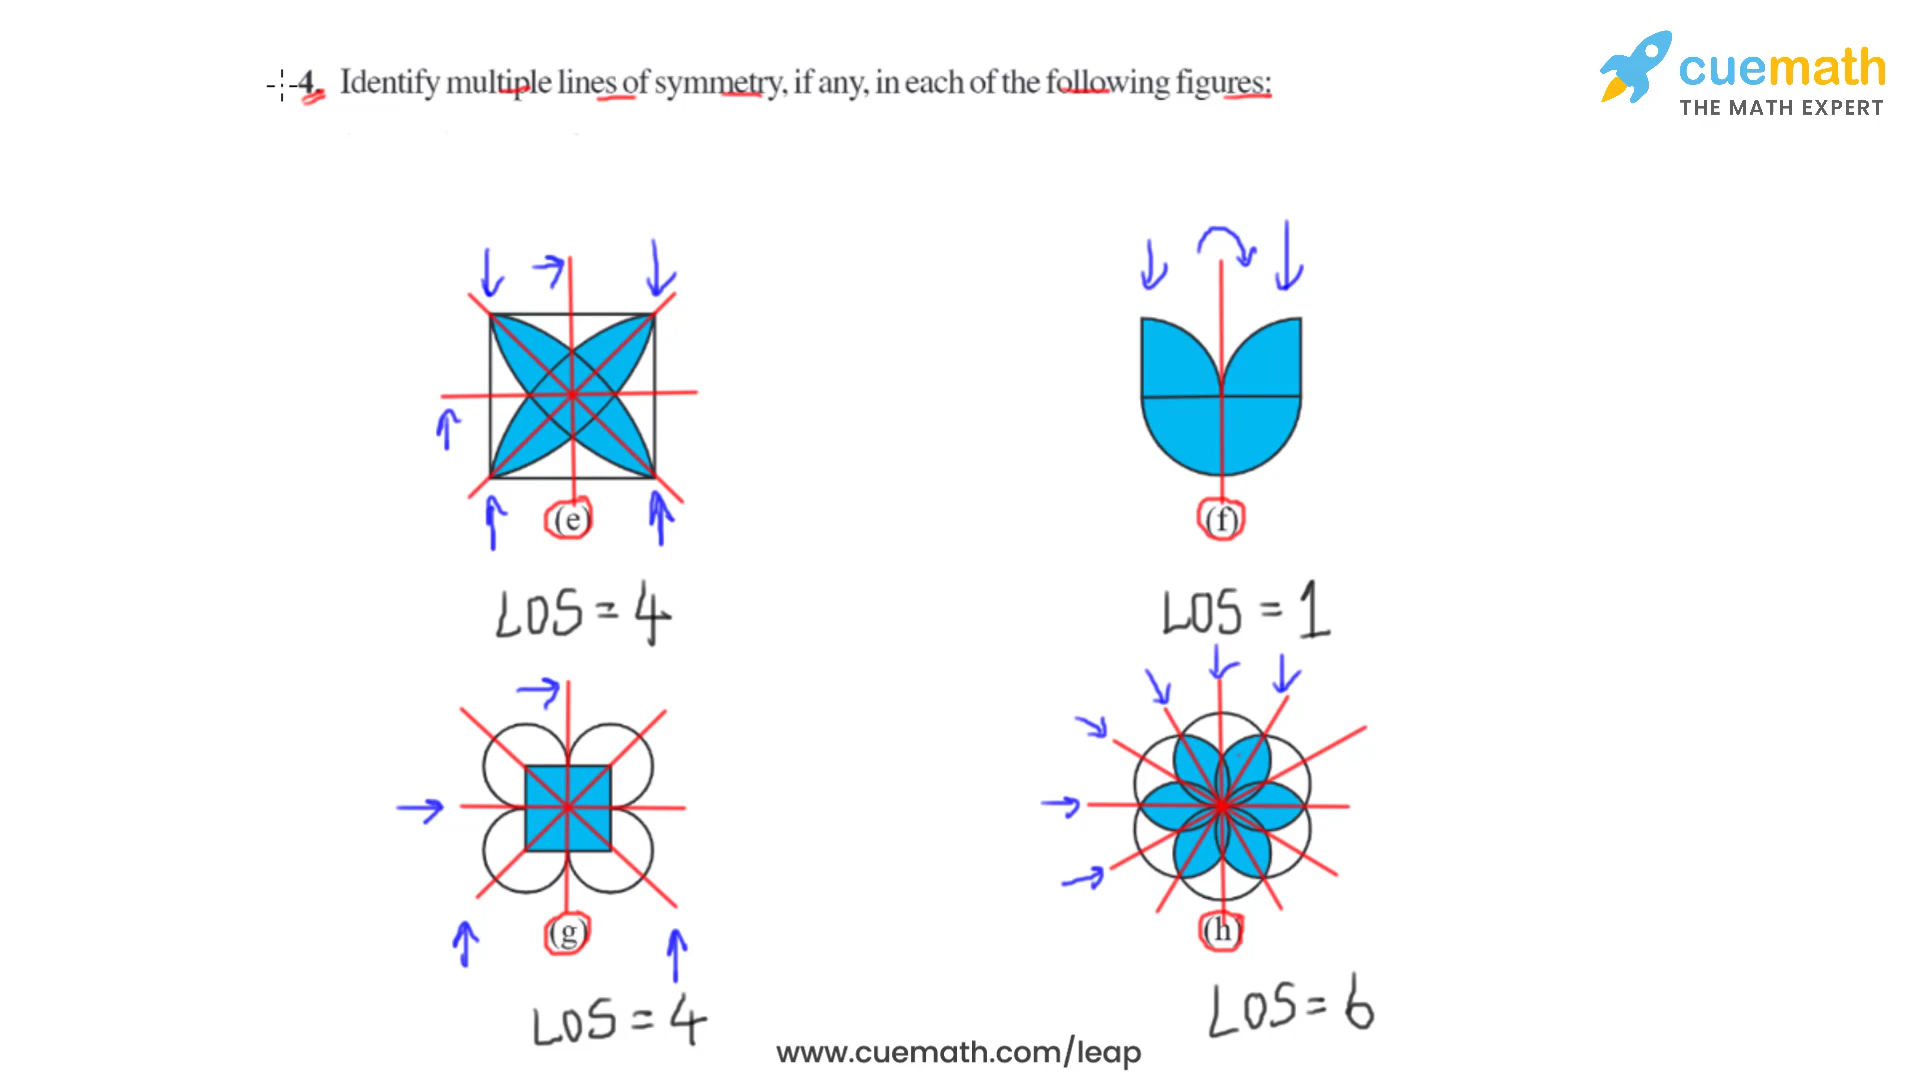 4. Identify multiple lines of symmetry, if any, in each of the following figures:
cuemath
THE MATH EXPERT
(e)
(f)
LOS = 4
LOS = 1
(g)
(h)
LOS = 4
LOS = 6
www.cuemath.com/leap